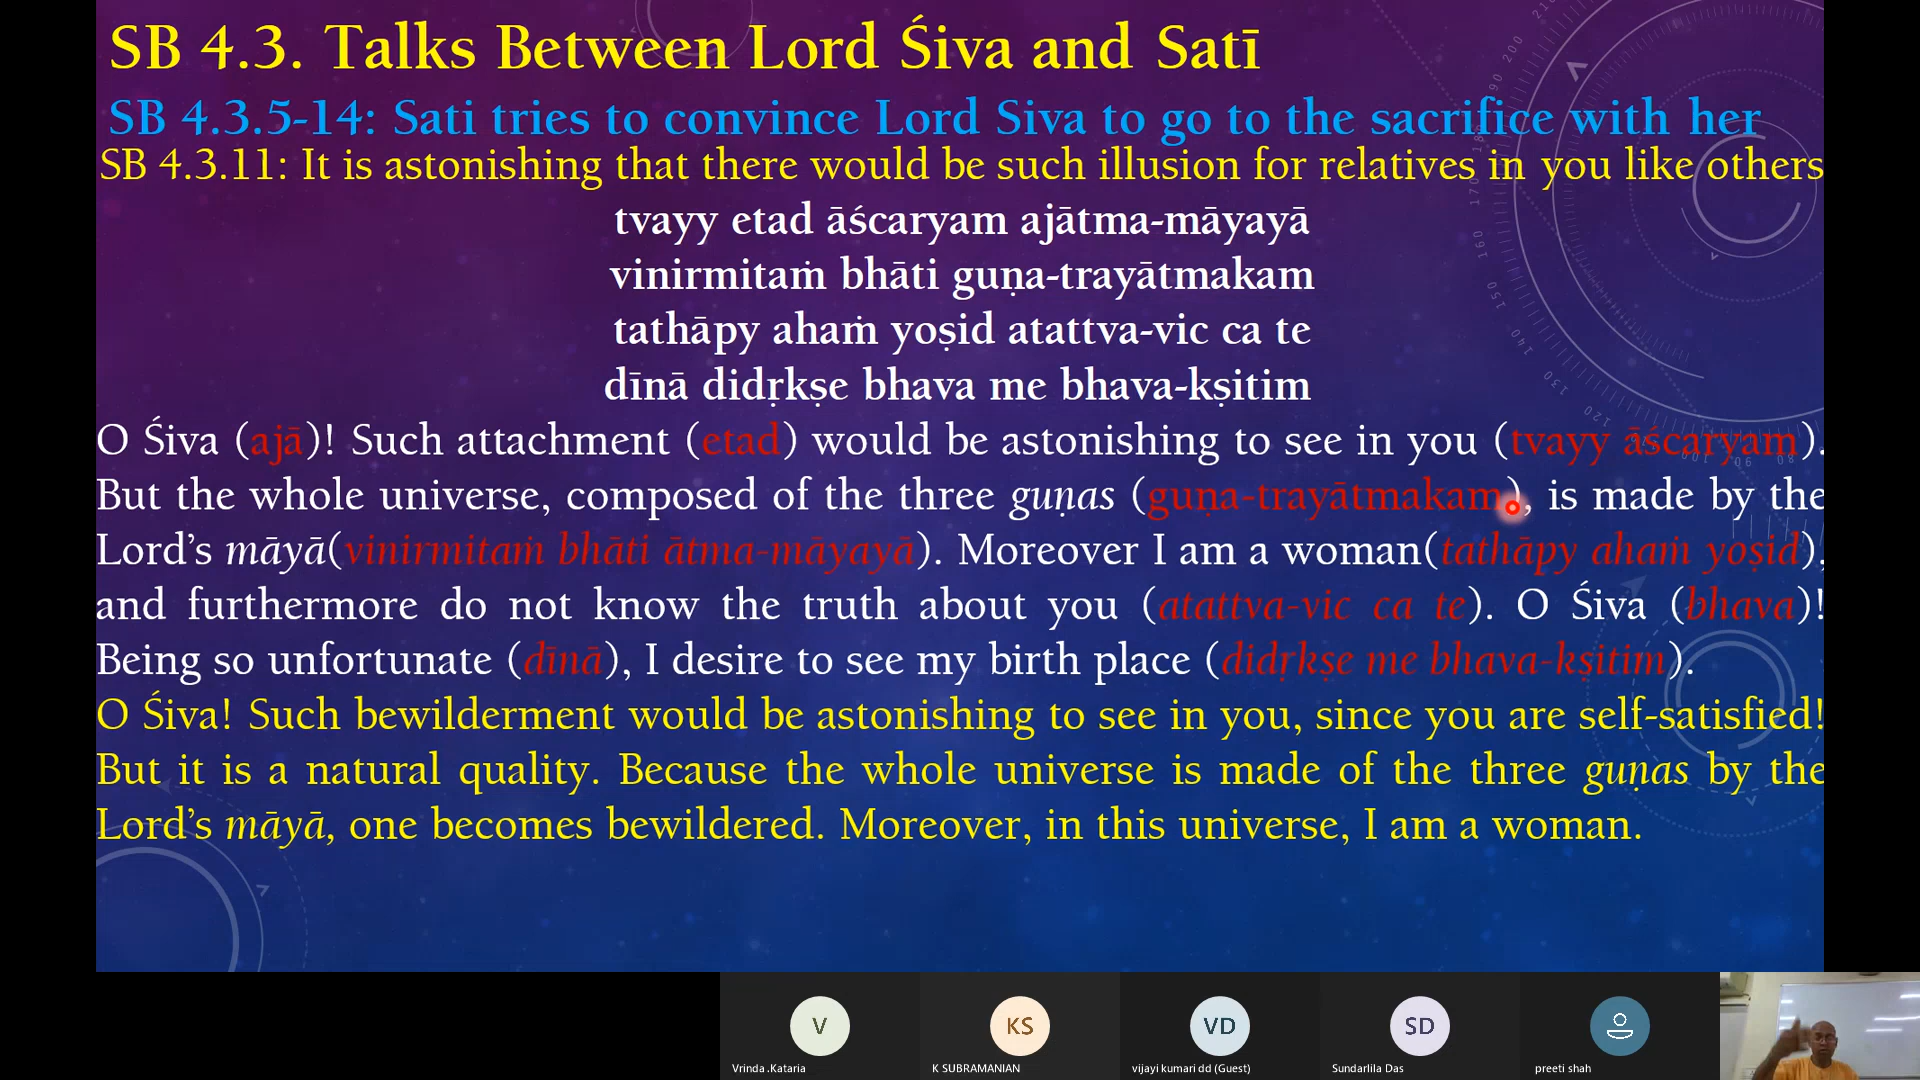 SB 4.3. Talks Between Lord Śiva and Satī
SB 4.3.5-14: Sati tries to convince Lord Siva to go to the sacrifice with her
SB 4.3.11: It is astonishing that there would be such illusion for relatives in you like others
tvayy etad āścaryam ajātma-māyayā
vinirmitaṁ bhāti guṇa-trayātmakam
tathāpy ahaṁ yoṣid atattva-vic ca te
dīnā didṛkṣe bhava me bhava-kṣitim
O Śiva (ajā)! Such attachment (etad) would be astonishing to see in you (tvayy āścaryam).
But the whole universe, composed of the three guṇas (guṇa-trayātmakam), is made by the
Lord’s māyā(vinirmitaṁ bhāti ātma-māyayā). Moreover I am a woman(tathāpy ahaṁ yoṣid),
and furthermore do not know the truth about you (atattva-vic ca te). O Śiva (bhava)!
Being so unfortunate (dīnā), I desire to see my birth place (didṛkṣe me bhava-kṣitim).
O Śiva! Such bewilderment would be astonishing to see in you, since you are self-satisfied!
But it is a natural quality. Because the whole universe is made of the three guṇas by the
Lord’s māyā, one becomes bewildered. Moreover, in this universe, I am a woman.
V KS VD SD
Vrinda .Kataria K SUBRAMANIAN vijayi kumari dd (Guest) Sundarlila Das preeti shah